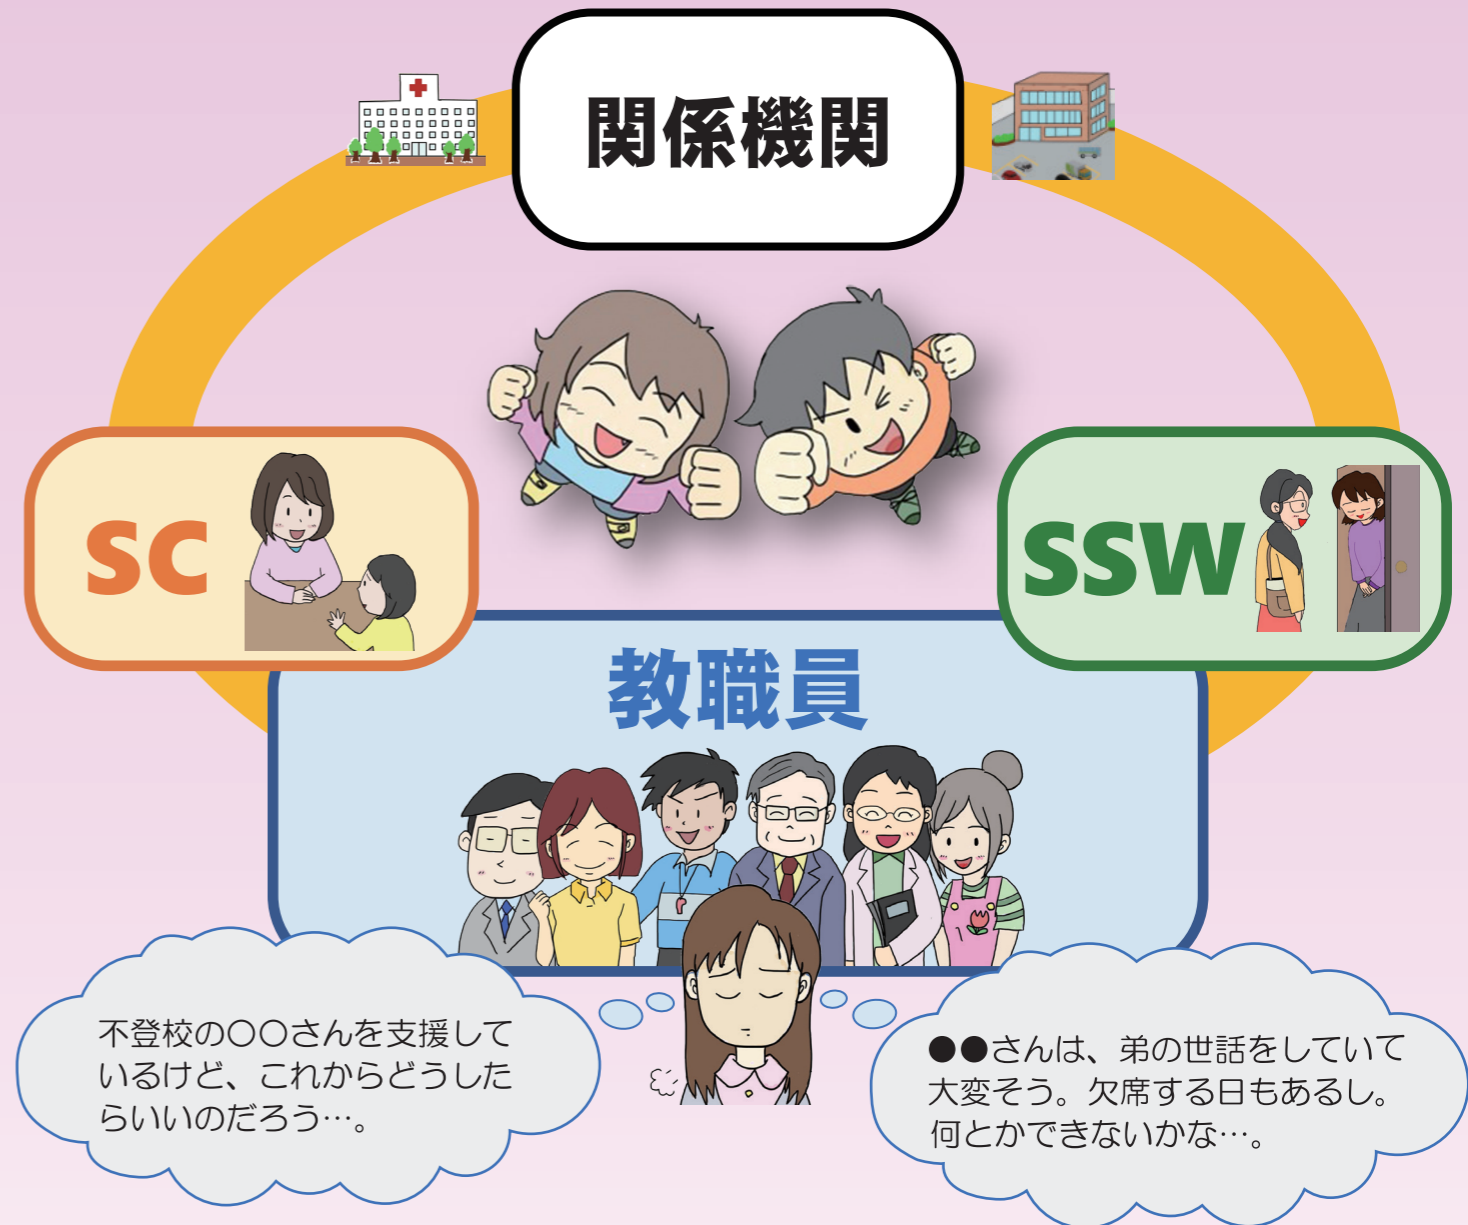 関係機関
SC
SSW
教職員
不登校の〇〇さんを支援して
いるけど、これからどうした
らいいのだろう…。
●●さんは、弟の世話をしていて
大変そう。欠席する日もあるし。
何とかできないかな…。